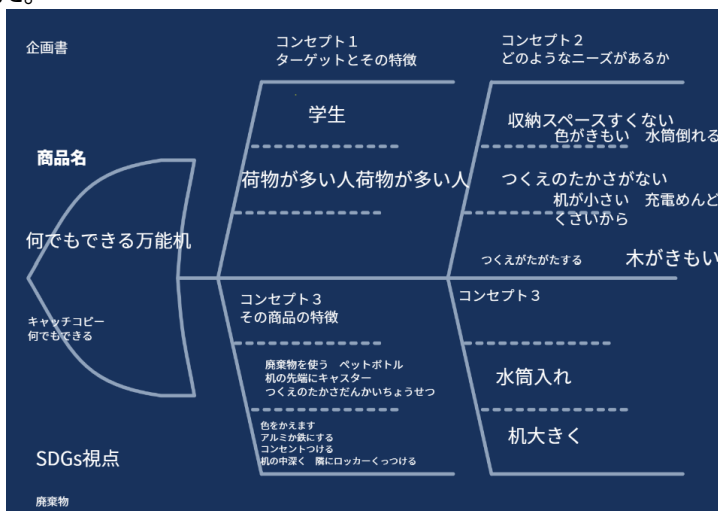 企画書
コンセプト１
ターゲットとその特徴
コンセプト２
どのようなニーズがあるか
商品名
何でもできる万能机
キャッチコピー
何でもできる
学生
荷物が多い人荷物が多い人
収納スペースすくない
色がきもい　水筒倒れる
つくえのたかさがない
机が小さい　充電めんど
くさいから
つくえがたがたする
木がきもい
コンセプト３
その商品の特徴
廃棄物を使う　ペットボトル
机の先端にキャスター
つくえのたかさだんかいちょうせつ
色をかえます
アルミか鉄にする
コンセントつける
机の中深く　隣にロッカーくっつける
コンセプト３
水筒入れ
机大きく
SDGs視点
廃棄物